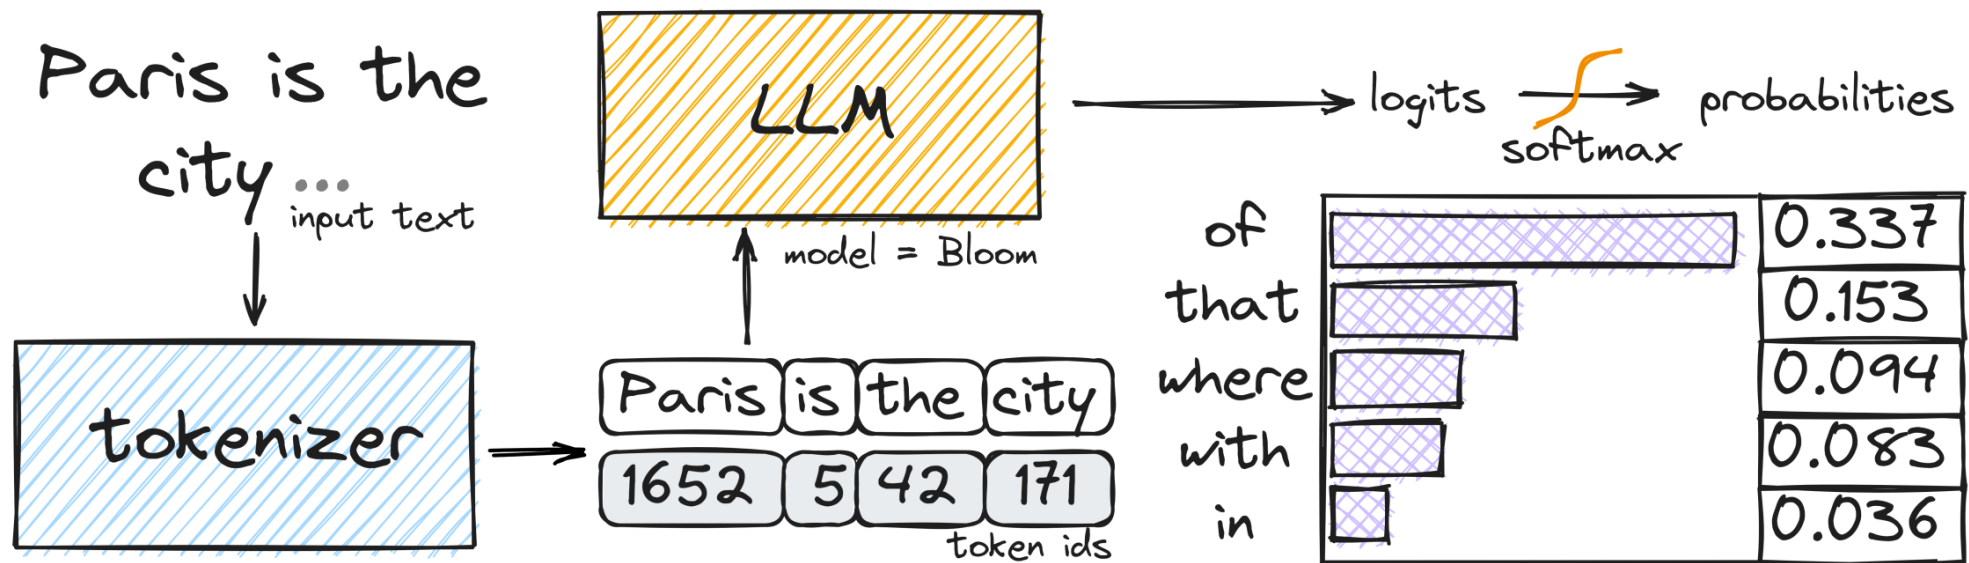 Paris is the
city ...
input text
tokenizer
Paris is the city
1652 5 42 171
token ids
LLM
model = Bloom
logits
softmax
probabilities
of 0.337
that 0.153
where 0.094
with 0.083
in 0.036